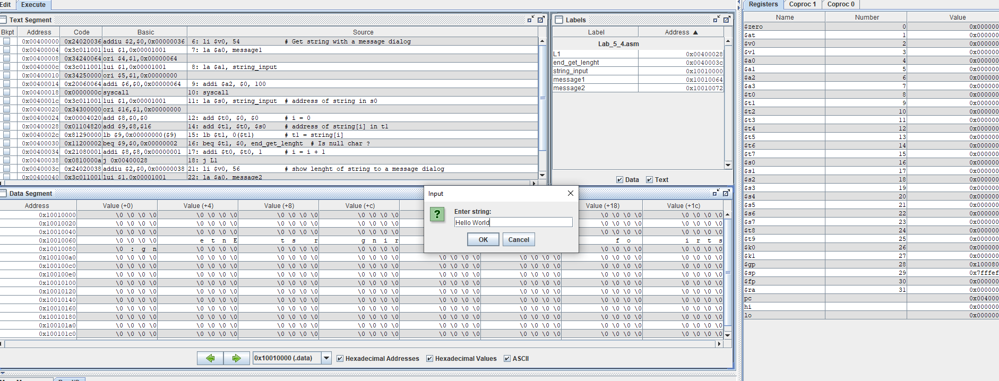 Edit Execute
Text Segment
Bkpt Address Code Basic Source
0x00400000 0x24020036 addiu $2,$0,0x00000036 6: li $v0, 54 # Get string with a message dialog
0x00400004 0x3c011001 lui $1,0x00001001 7: la $a0, message1
0x00400008 0x34240064 ori $4,$1,0x00000064
0x0040000c 0x3c011001 lui $1,0x00001001 8: la $a1, string_input
0x00400010 0x34250000 ori $5,$1,0x00000000
0x00400014 0x20060064 addi $6,$0,0x00000064 9: addi $a2, $0, 100
0x00400018 0x0000000c syscall 10: syscall
0x0040001c 0x3c011001 lui $1,0x00001001 11: la $s0, string_input # address of string in s0
0x00400020 0x34300000 ori $16,$1,0x00000000
0x00400024 0x00004020 add $8,$0,$0 12: add $t0, $0, $0 # i = 0
0x00400028 0x01104820 add $9,$8,$16 14: add $t1, $t0, $s0 # address of string[i] in t1
0x0040002c 0x81290000 lb $9,0x00000000($9) 15: lb $t1, 0($t1) # t1 = string[i]
0x00400030 0x11200002 beq $9,$0,0x00000002 16: beq $t1, $0, end_get_lenght # Is null char ?
0x00400034 0x21080001 addi $8,$8,0x00000001 17: addi $t0, $t0, 1 # i = i + 1
0x00400038 0x0810000a j 0x00400028 18: j L1
0x0040003c 0x24020038 addiu $2,$0,0x00000038 21: li $v0, 56 # show lenght of string to a message dialog
0x00400040 0x3c011001 lui $1,0x00001001 22: la $a0, message2
Labels
Label Address ▲
Lab_5_4.asm
L1 0x00400028
end_get_lenght 0x0040003c
string_input 0x10010000
message1 0x10010064
message2 0x10010072
Data Text
Data Segment
Address Value (+0) Value (+4) Value (+8) Value (+c) Value (+18) Value (+1c)
0x10010000 \0 \0 \0 \0 \0 \0 \0 \0 \0 \0 \0 \0 \0 \0 \0 \0 \0 \0 \0 \0 \0 \0 \0 \0
0x10010020 \0 \0 \0 \0 \0 \0 \0 \0 \0 \0 \0 \0 \0 \0 \0 \0 \0 \0 \0 \0 \0 \0 \0 \0
0x10010040 \0 \0 \0 \0 \0 \0 \0 \0 \0 \0 \0 \0 \0 \0 \0 \0 \0 \0 \0 \0 \0 \0 \0 \0
0x10010060 \0 \0 \0 \0 e t n E t s r g n i r f o i r t s
0x10010080 \0 : g n \0 \0 \0 \0 \0 \0 \0 \0 \0 \0 \0 \0 \0 \0 \0 \0 \0 \0 \0 \0
0x100100a0 \0 \0 \0 \0 \0 \0 \0 \0 \0 \0 \0 \0 \0 \0 \0 \0 \0 \0 \0 \0 \0 \0 \0 \0 \0 \0 \0 \0 \0 \0 \0 \0
0x100100c0 \0 \0 \0 \0 \0 \0 \0 \0 \0 \0 \0 \0 \0 \0 \0 \0 \0 \0 \0 \0 \0 \0 \0 \0 \0 \0 \0 \0 \0 \0 \0 \0
0x100100e0 \0 \0 \0 \0 \0 \0 \0 \0 \0 \0 \0 \0 \0 \0 \0 \0 \0 \0 \0 \0 \0 \0 \0 \0 \0 \0 \0 \0 \0 \0 \0 \0
0x10010100 \0 \0 \0 \0 \0 \0 \0 \0 \0 \0 \0 \0 \0 \0 \0 \0 \0 \0 \0 \0 \0 \0 \0 \0 \0 \0 \0 \0 \0 \0 \0 \0
0x10010120 \0 \0 \0 \0 \0 \0 \0 \0 \0 \0 \0 \0 \0 \0 \0 \0 \0 \0 \0 \0 \0 \0 \0 \0 \0 \0 \0 \0 \0 \0 \0 \0
0x10010140 \0 \0 \0 \0 \0 \0 \0 \0 \0 \0 \0 \0 \0 \0 \0 \0 \0 \0 \0 \0 \0 \0 \0 \0 \0 \0 \0 \0 \0 \0 \0 \0
0x10010160 \0 \0 \0 \0 \0 \0 \0 \0 \0 \0 \0 \0 \0 \0 \0 \0 \0 \0 \0 \0 \0 \0 \0 \0 \0 \0 \0 \0 \0 \0 \0 \0
0x10010180 \0 \0 \0 \0 \0 \0 \0 \0 \0 \0 \0 \0 \0 \0 \0 \0 \0 \0 \0 \0 \0 \0 \0 \0 \0 \0 \0 \0 \0 \0 \0 \0
0x100101a0 \0 \0 \0 \0 \0 \0 \0 \0 \0 \0 \0 \0 \0 \0 \0 \0 \0 \0 \0 \0 \0 \0 \0 \0 \0 \0 \0 \0 \0 \0 \0 \0
0x100101c0 \0 \0 \0 \0 \0 \0 \0 \0 \0 \0 \0 \0 \0 \0 \0 \0 \0 \0 \0 \0 \0 \0 \0 \0 \0 \0 \0 \0 \0 \0 \0 \0
0x10010000 (.data) Hexadecimal Addresses Hexadecimal Values ASCII
Input
?
Enter string:
Hello World
OK Cancel
Registers Coproc 1 Coproc 0
Name Number Value
$zero 0 0x000000
$at 1 0x000000
$v0 2 0x000000
$v1 3 0x000000
$a0 4 0x000000
$a1 5 0x000000
$a2 6 0x000000
$a3 7 0x000000
$t0 8 0x000000
$t1 9 0x000000
$t2 10 0x000000
$t3 11 0x000000
$t4 12 0x000000
$t5 13 0x000000
$t6 14 0x000000
$t7 15 0x000000
$s0 16 0x000000
$s1 17 0x000000
$s2 18 0x000000
$s3 19 0x000000
$s4 20 0x000000
$s5 21 0x000000
$s6 22 0x000000
$s7 23 0x000000
$t8 24 0x000000
$t9 25 0x000000
$k0 26 0x000000
$k1 27 0x000000
$gp 28 0x100080
$sp 29 0x7fffef
$fp 30 0x000000
$ra 31 0x000000
pc 0x004000
hi 0x000000
lo 0x000000